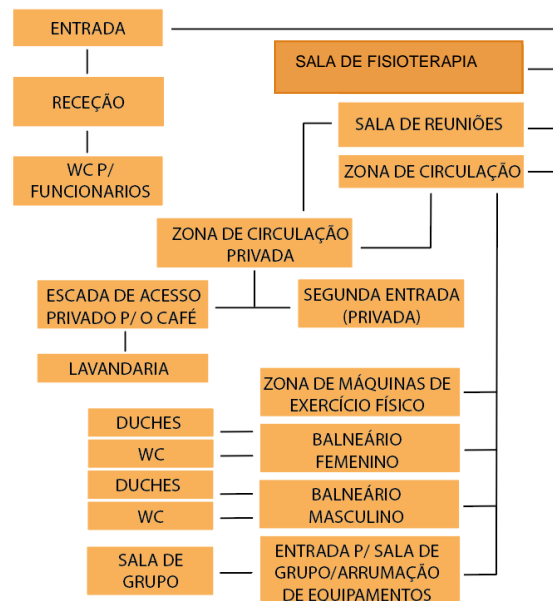 ENTRADA
SALA DE FISIOTERAPIA
RECEÇÃO
SALA DE REUNIÕES
WC P/
FUNCIONARIOS
ZONA DE CIRCULAÇÃO
ZONA DE CIRCULAÇÃO
PRIVADA
ESCADA DE ACESSO
PRIVADO P/ O CAFÉ
SEGUNDA ENTRADA
(PRIVADA)
LAVANDARIA
ZONA DE MÁQUINAS DE
EXERCÍCIO FÍSICO
DUCHES
WC
BALNEÁRIO
FEMENINO
DUCHES
WC
BALNEÁRIO
MASCULINO
SALA DE
GRUPO
ENTRADA P/ SALA DE
GRUPO/ARRUMAÇÃO
DE EQUIPAMENTOS